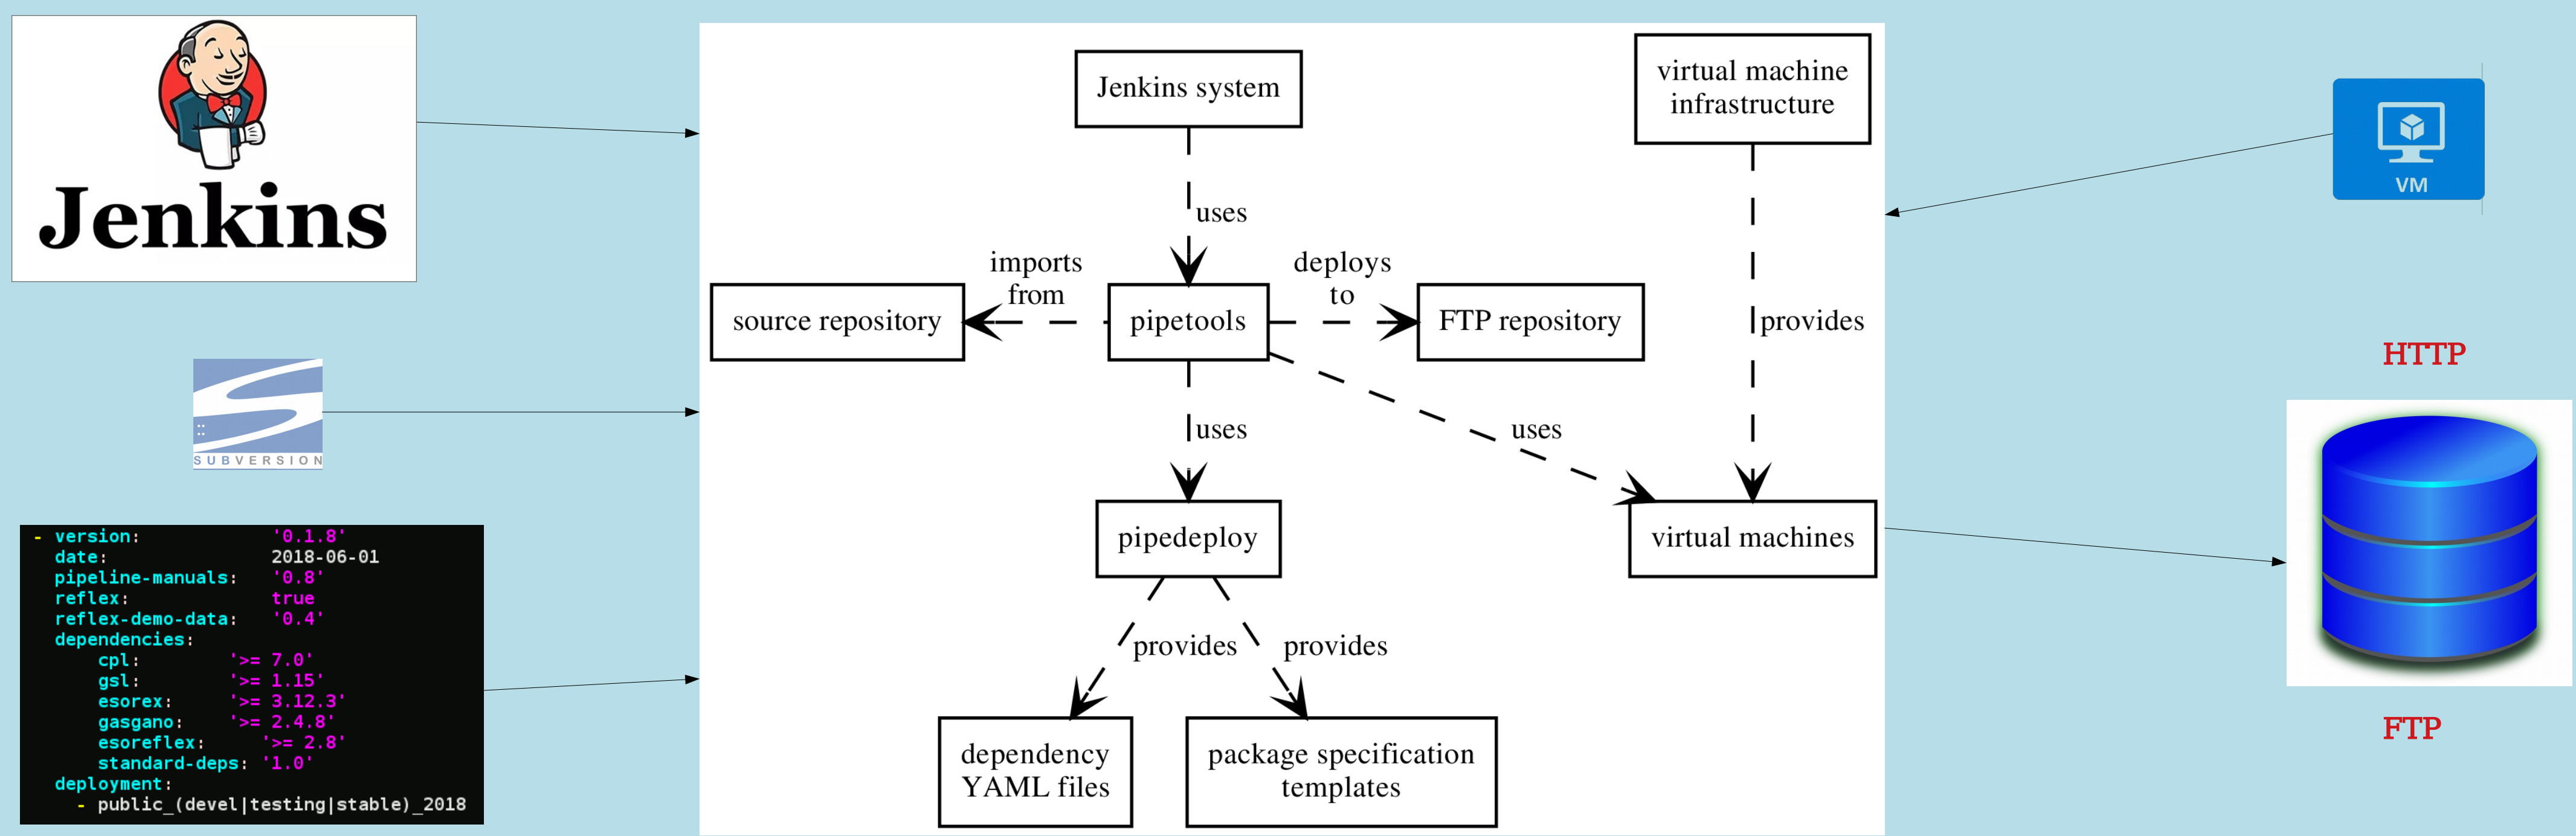 Jenkins
SUBVERSION
- version: '0.1.8'
date: 2018-06-01
pipeline-manuals: '0.8'
reflex: true
reflex-demo-data: '0.4'
dependencies:
cpl: '>= 7.0'
gsl: '>= 1.15'
esorex: '>= 3.12.3'
gasgano: '>= 2.4.8'
esoreflex: '>= 2.8'
standard-deps: '1.0'
deployment:
- public_(devel|testing|stable)_2018
Jenkins system
virtual machine
infrastructure
uses
imports
from
deploys
to
source repository
pipetools
FTP repository
provides
uses
uses
pipedeploy
virtual machines
provides
provides
dependency
YAML files
package specification
templates
VM
HTTP
FTP